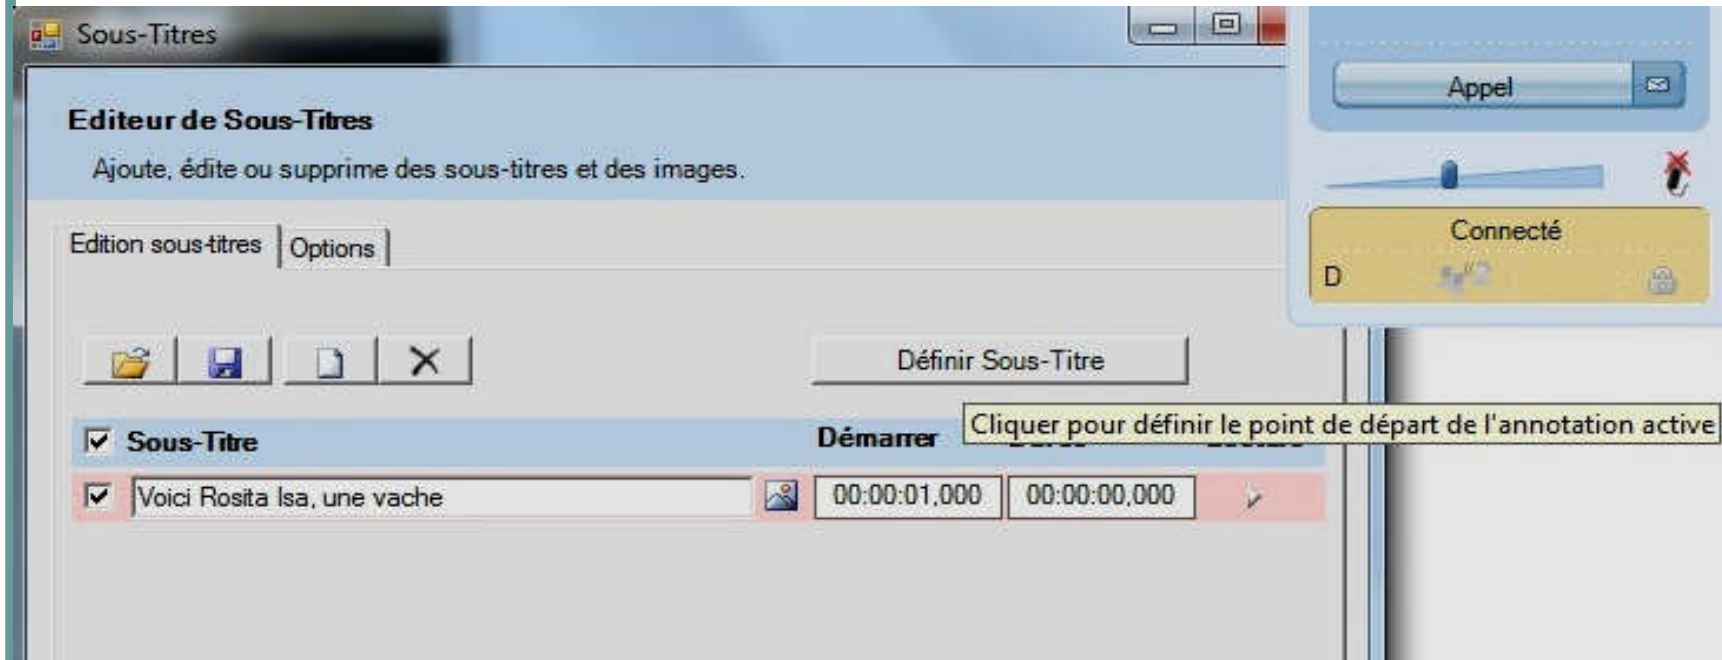 Sous-Titres
Editeur de Sous-Titres
Ajoute, édite ou supprime des sous-titres et des images.
Edition sous-titres
Options
Définir Sous-Titre
Cliquer pour définir le point de départ de l'annotation active
Sous-Titre
Démarrer
Voici Rosita Isa, une vache
00:00:01,000
00:00:00,000
Appel
Connecté
D